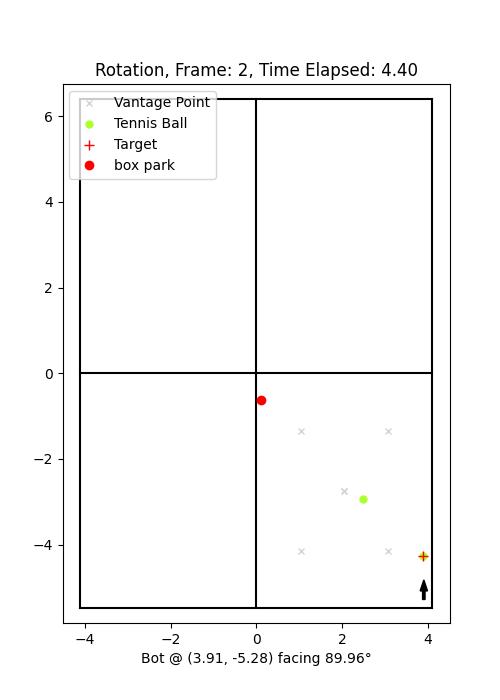 Rotation, Frame: 2, Time Elapsed: 4.40
Vantage Point
Tennis Ball
Target
box park
6
4
2
0
−2
−4
−4
−2
0
2
4
Bot @ (3.91, -5.28) facing 89.96°